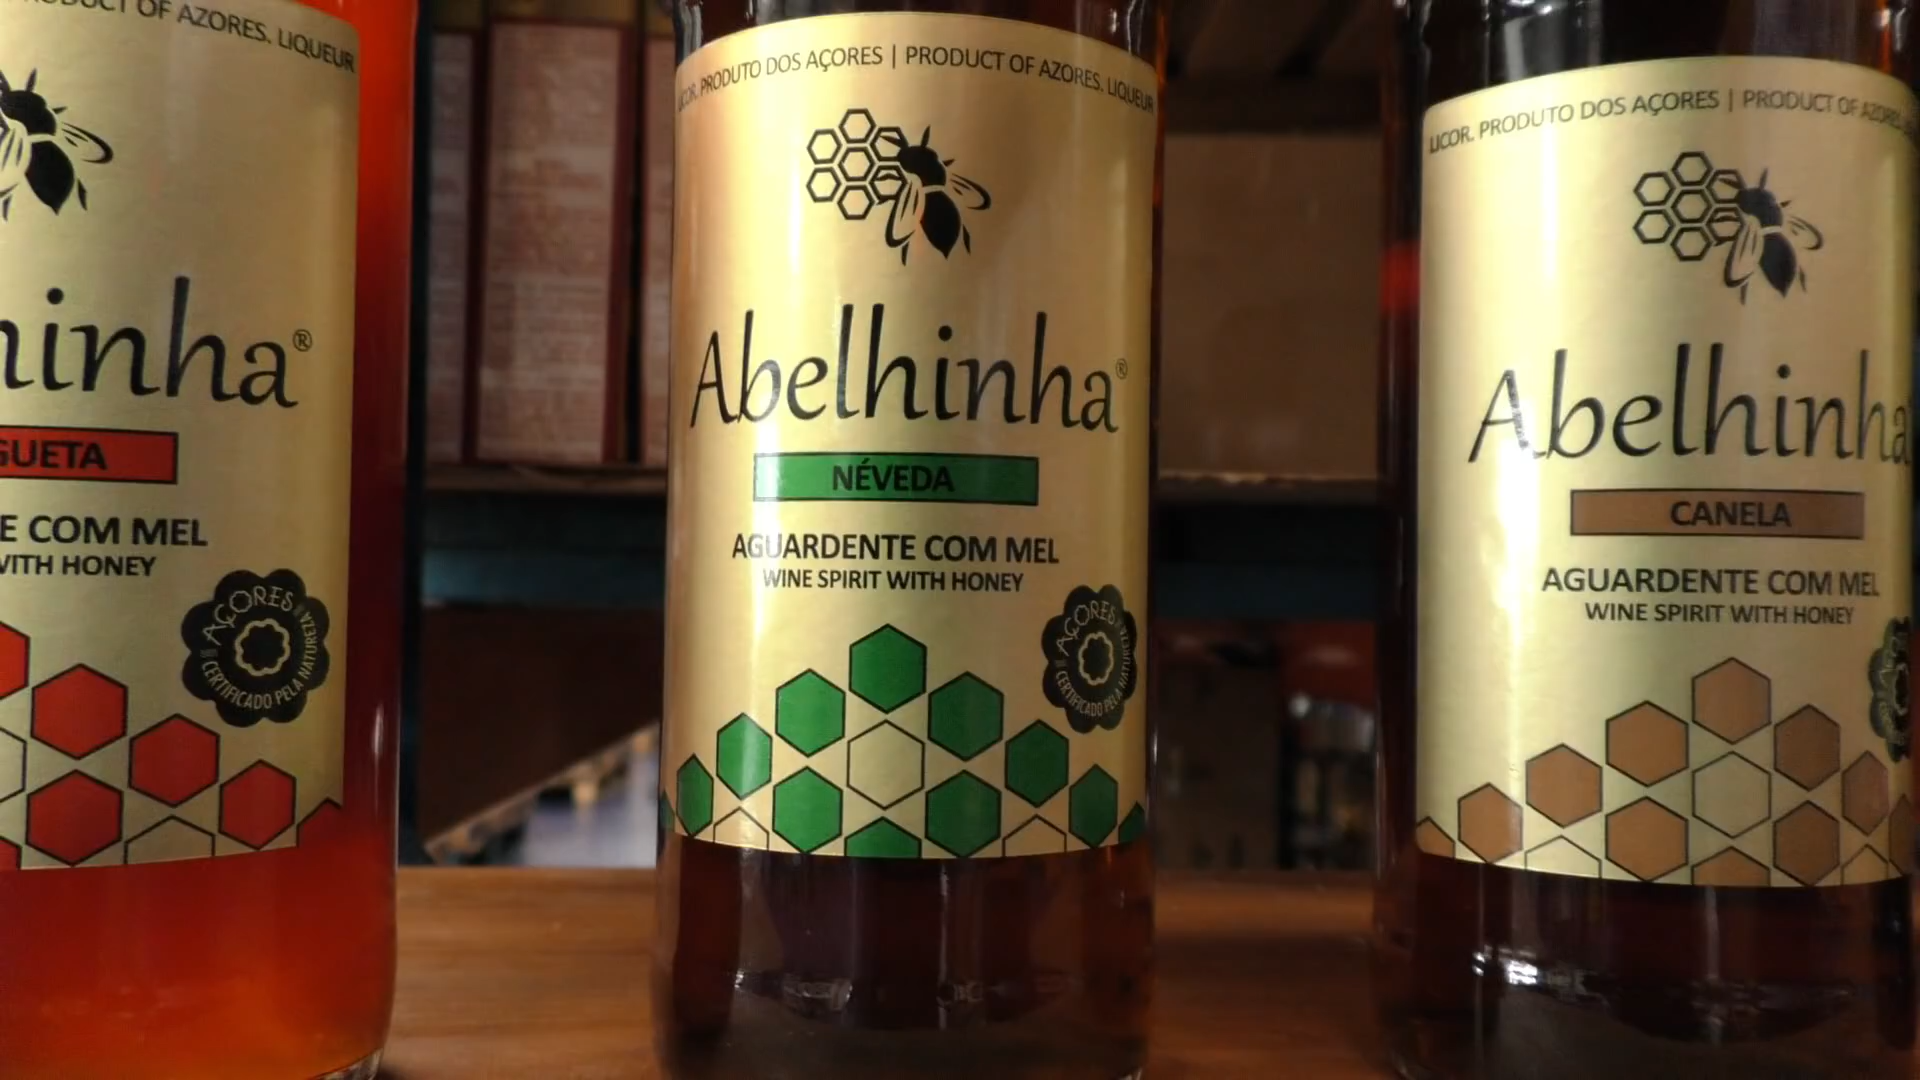 PRODUCT OF AZORES. LIQUEUR
hinha®
GUETA
E COM MEL
WITH HONEY
AÇORES
CERTIFICADO PELA NATUREZA
LICOR. PRODUTO DOS AÇORES | PRODUCT OF AZORES. LIQUEUR
Abelhinha®
NÉVEDA
AGUARDENTE COM MEL
WINE SPIRIT WITH HONEY
AÇORES
CERTIFICADO PELA NATUREZA
LICOR. PRODUTO DOS AÇORES | PRODUCT OF AZORES
Abelhinha
CANELA
AGUARDENTE COM MEL
WINE SPIRIT WITH HONEY